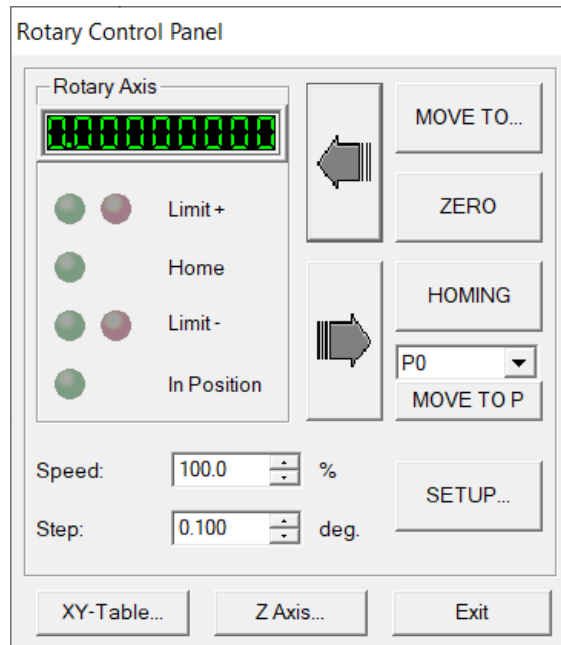 Rotary Control Panel
Rotary Axis
0.00000000
MOVE TO...
ZERO
Limit +
Home
HOMING
Limit -
P0
In Position
MOVE TO P
Speed: 100.0 %
SETUP...
Step: 0.100 deg.
XY-Table... Z Axis... Exit